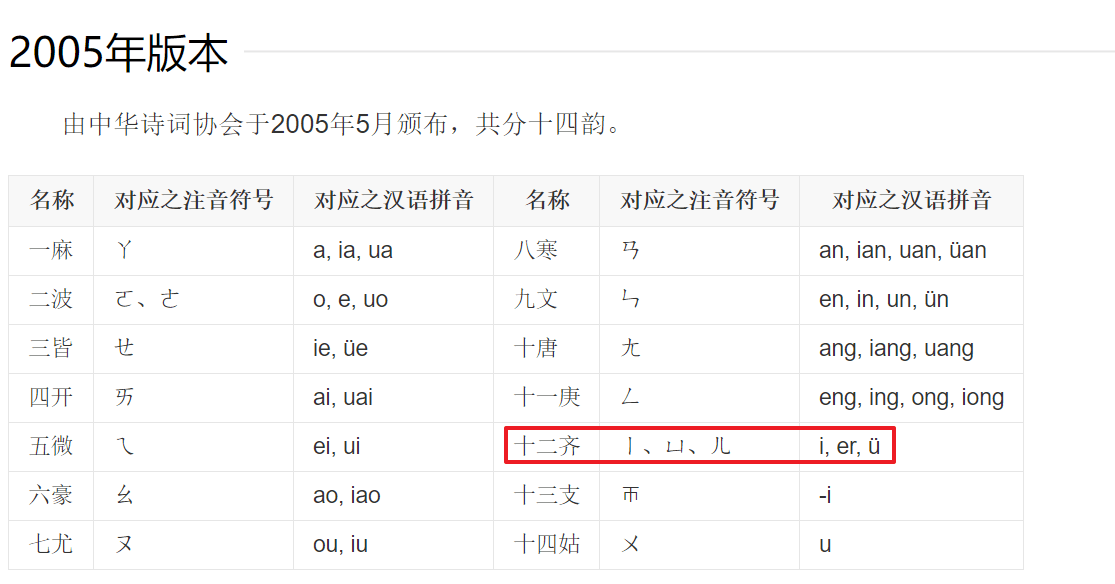 2005年版本
由中华诗词协会于2005年5月颁布，共分十四韵。
名称 对应之注音符号 对应之汉语拼音 名称 对应之注音符号 对应之汉语拼音
一麻 ㄚ a, ia, ua 八寒 ㄢ an, ian, uan, üan
二波 ㄛ、ㄜ o, e, uo 九文 ㄣ en, in, un, ün
三皆 ㄝ ie, üe 十唐 ㄤ ang, iang, uang
四开 ㄞ ai, uai 十一庚 ㄥ eng, ing, ong, iong
五微 ㄟ ei, ui 十二齐 ㄧ、ㄩ、ㄦ i, er, ü
六豪 ㄠ ao, iao 十三支 ㄭ -i
七尤 ㄡ ou, iu 十四姑 ㄨ u